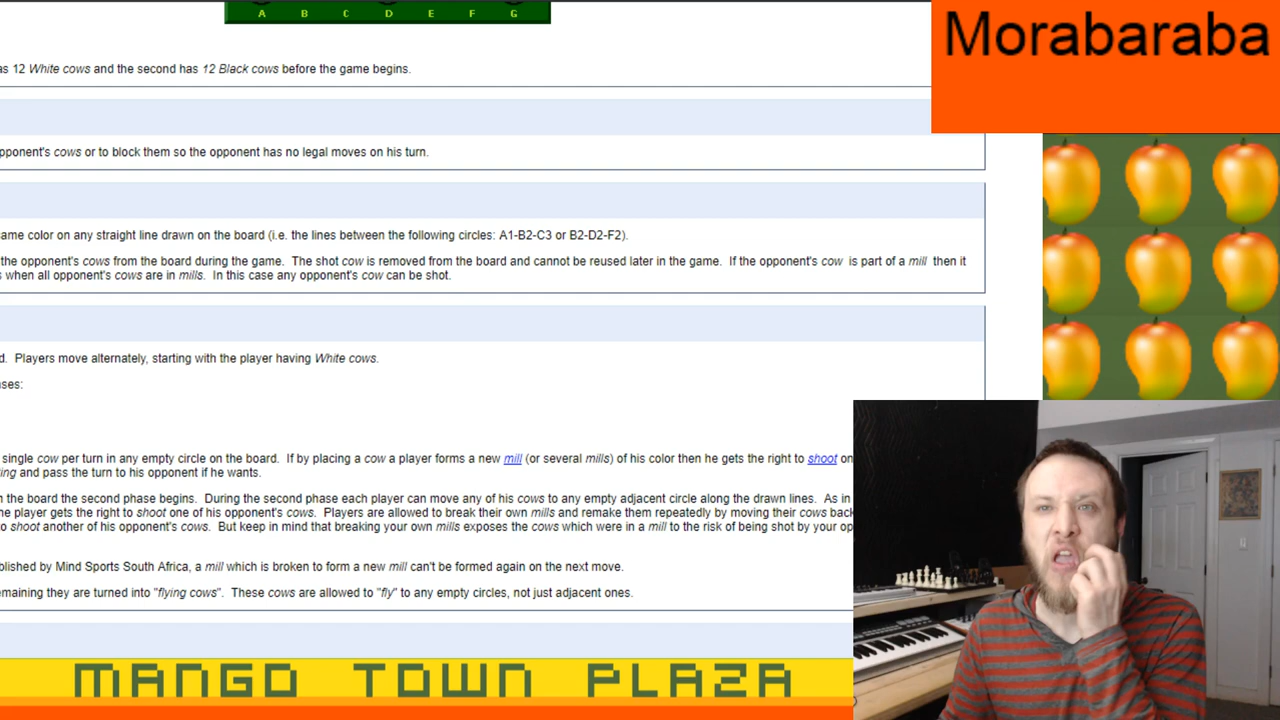 A B C D E F G
Morabaraba
as 12 White cows and the second has 12 Black cows before the game begins.
pponent's cows or to block them so the opponent has no legal moves on his turn.
ame color on any straight line drawn on the board (i.e. the lines between the following circles: A1-B2-C3 or B2-D2-F2).
the opponent's cows from the board during the game. The shot cow is removed from the board and cannot be reused later in the game. If the opponent's cow is part of a mill then it
s when all opponent's cows are in mills. In this case any opponent's cow can be shot.
d. Players move alternately, starting with the player having White cows.
ases:
single cow per turn in any empty circle on the board. If by placing a cow a player forms a new mill (or several mills) of his color then he gets the right to shoot on
ing and pass the turn to his opponent if he wants.
n the board the second phase begins. During the second phase each player can move any of his cows to any empty adjacent circle along the drawn lines. As in
he player gets the right to shoot one of his opponent's cows. Players are allowed to break their own mills and remake them repeatedly by moving their cows back
o shoot another of his opponent's cows. But keep in mind that breaking your own mills exposes the cows which were in a mill to the risk of being shot by your op
blished by Mind Sports South Africa, a mill which is broken to form a new mill can't be formed again on the next move.
emaining they are turned into "flying cows". These cows are allowed to "fly" to any empty circles, not just adjacent ones.
MANGO TOWN PLAZA